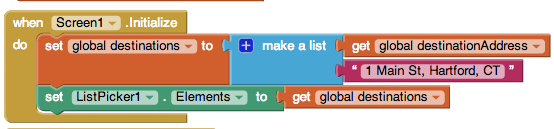 when Screen1 .Initialize
do set global destinations to make a list get global destinationAddress
" 1 Main St, Hartford, CT "
set ListPicker1 . Elements to get global destinations